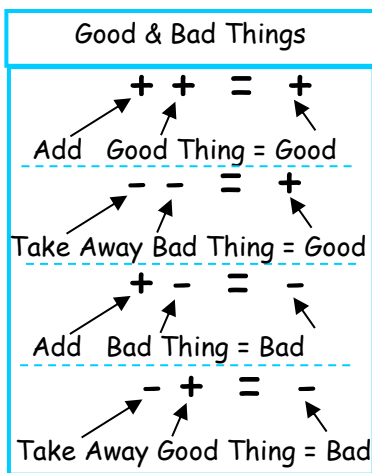 Good & Bad Things
+ + = +
Add Good Thing = Good
- - = +
Take Away Bad Thing = Good
+ - = -
Add Bad Thing = Bad
- + = -
Take Away Good Thing = Bad